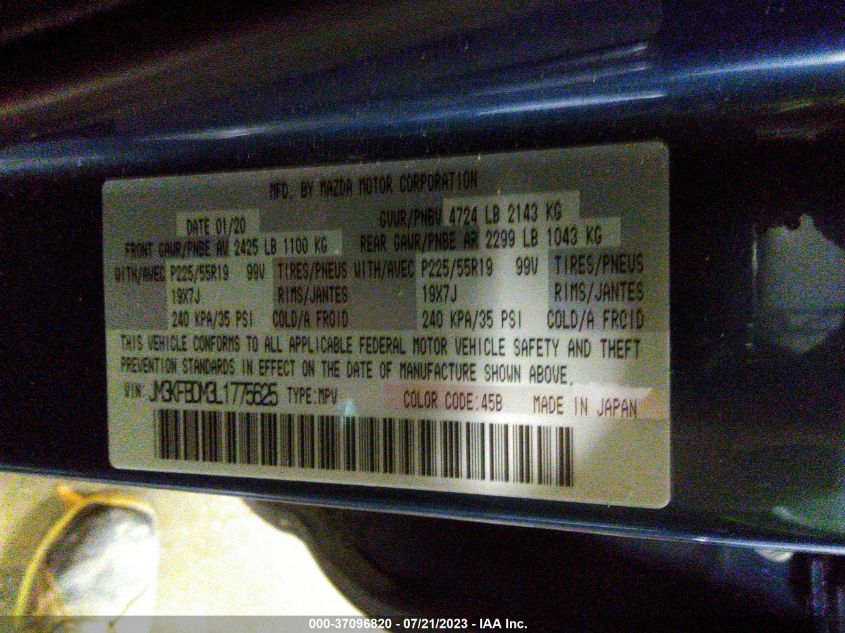 MFD. BY MAZDA MOTOR CORPORATION
DATE 01/20 GVWR/PNBV 4724 LB 2143 KG
FRONT GAWR/PNBE AV 2425 LB 1100 KG REAR GAWR/PNBE AR 2299 LB 1043 KG
WITH/AVEC P225/55R19 99V TIRES/PNEUS WITH/AVEC P225/55R19 99V TIRES/PNEUS
19X7J RIMS/JANTES 19X7J RIMS/JANTES
240 KPA/35 PSI COLD/A FROID 240 KPA/35 PSI COLD/A FROID
THIS VEHICLE CONFORMS TO ALL APPLICABLE FEDERAL MOTOR VEHICLE SAFETY AND THEFT
PREVENTION STANDARDS IN EFFECT ON THE DATE OF MANUFACTURE SHOWN ABOVE.
VIN: JM3KFBDM3L1775625 TYPE:MPV COLOR CODE:45B MADE IN JAPAN
000-37096820 - 07/21/2023 - IAA Inc.